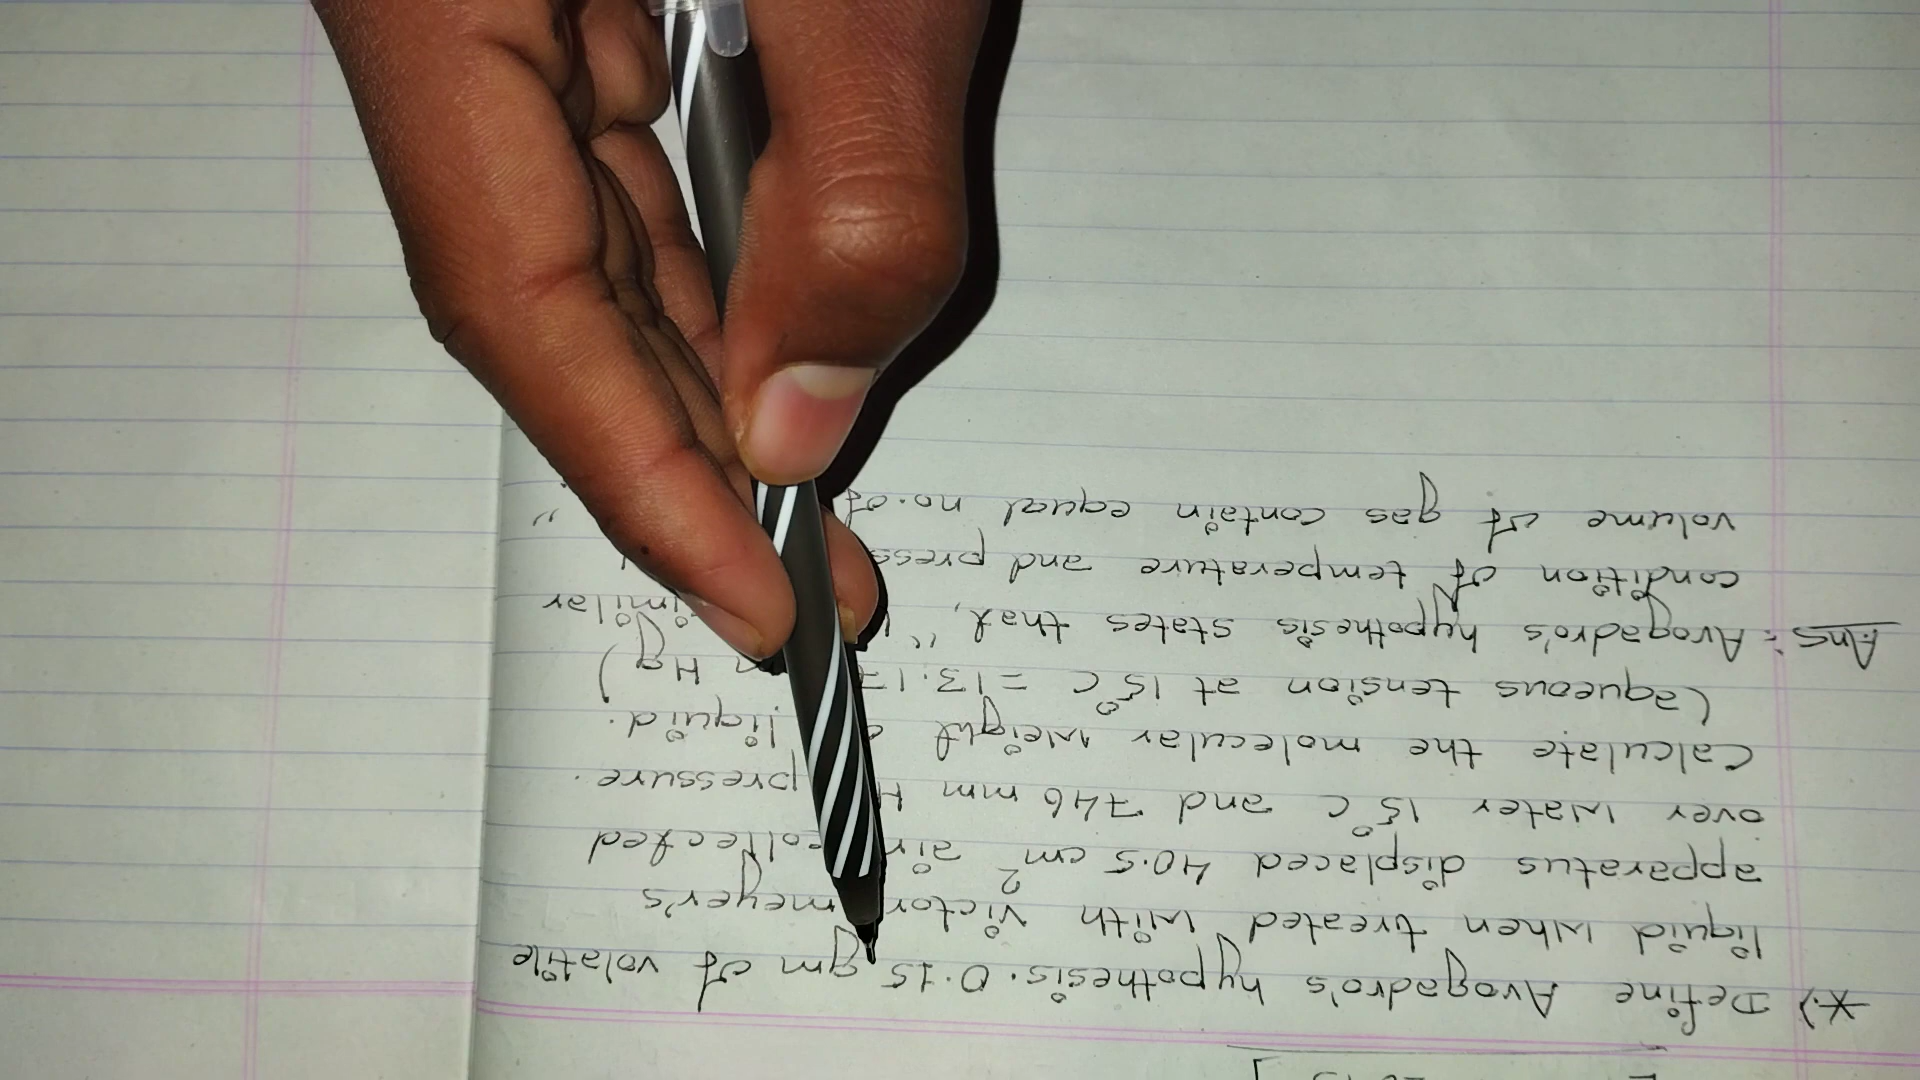 *) Define Avogadro's hypothesis. 0.15 gm of volatile
liquid when treated with victor meyer's
apparatus displaced 40.5 cm2 air collected
over water 15°C and 746 mm H pressure.
Calculate the molecular weight liquid.
(aqueous tension at 15°C = 13.1 Hg)
Ans: Avogadro's hypothesis states that, " similar
condition of temperature and press
volume of gas contain equal no. of "